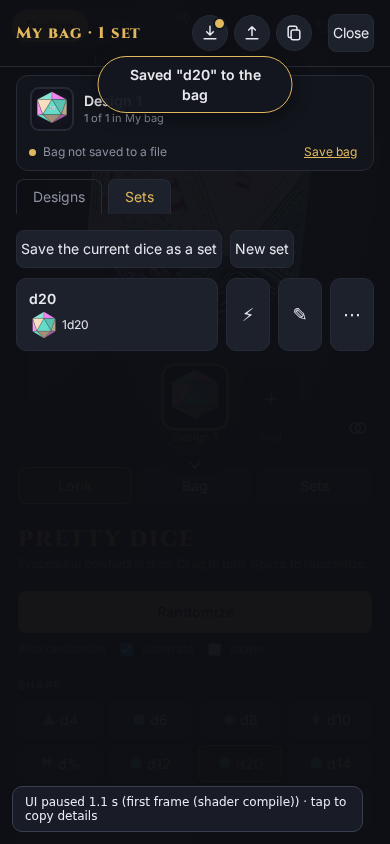 My bag · 1 set
Close
Saved "d20" to the
bag
Design 1
1 of 1 in My bag
Bag not saved to a file
Save bag
Designs
Sets
Save the current dice as a set
New set
d20
1d20
Look
Bag
Sets
PRETTY DICE
Randomize
SHAPE
d4
d6
d8
d10
d%
d12
d20
d14
UI paused 1.1 s (first frame (shader compile)) · tap to
copy details